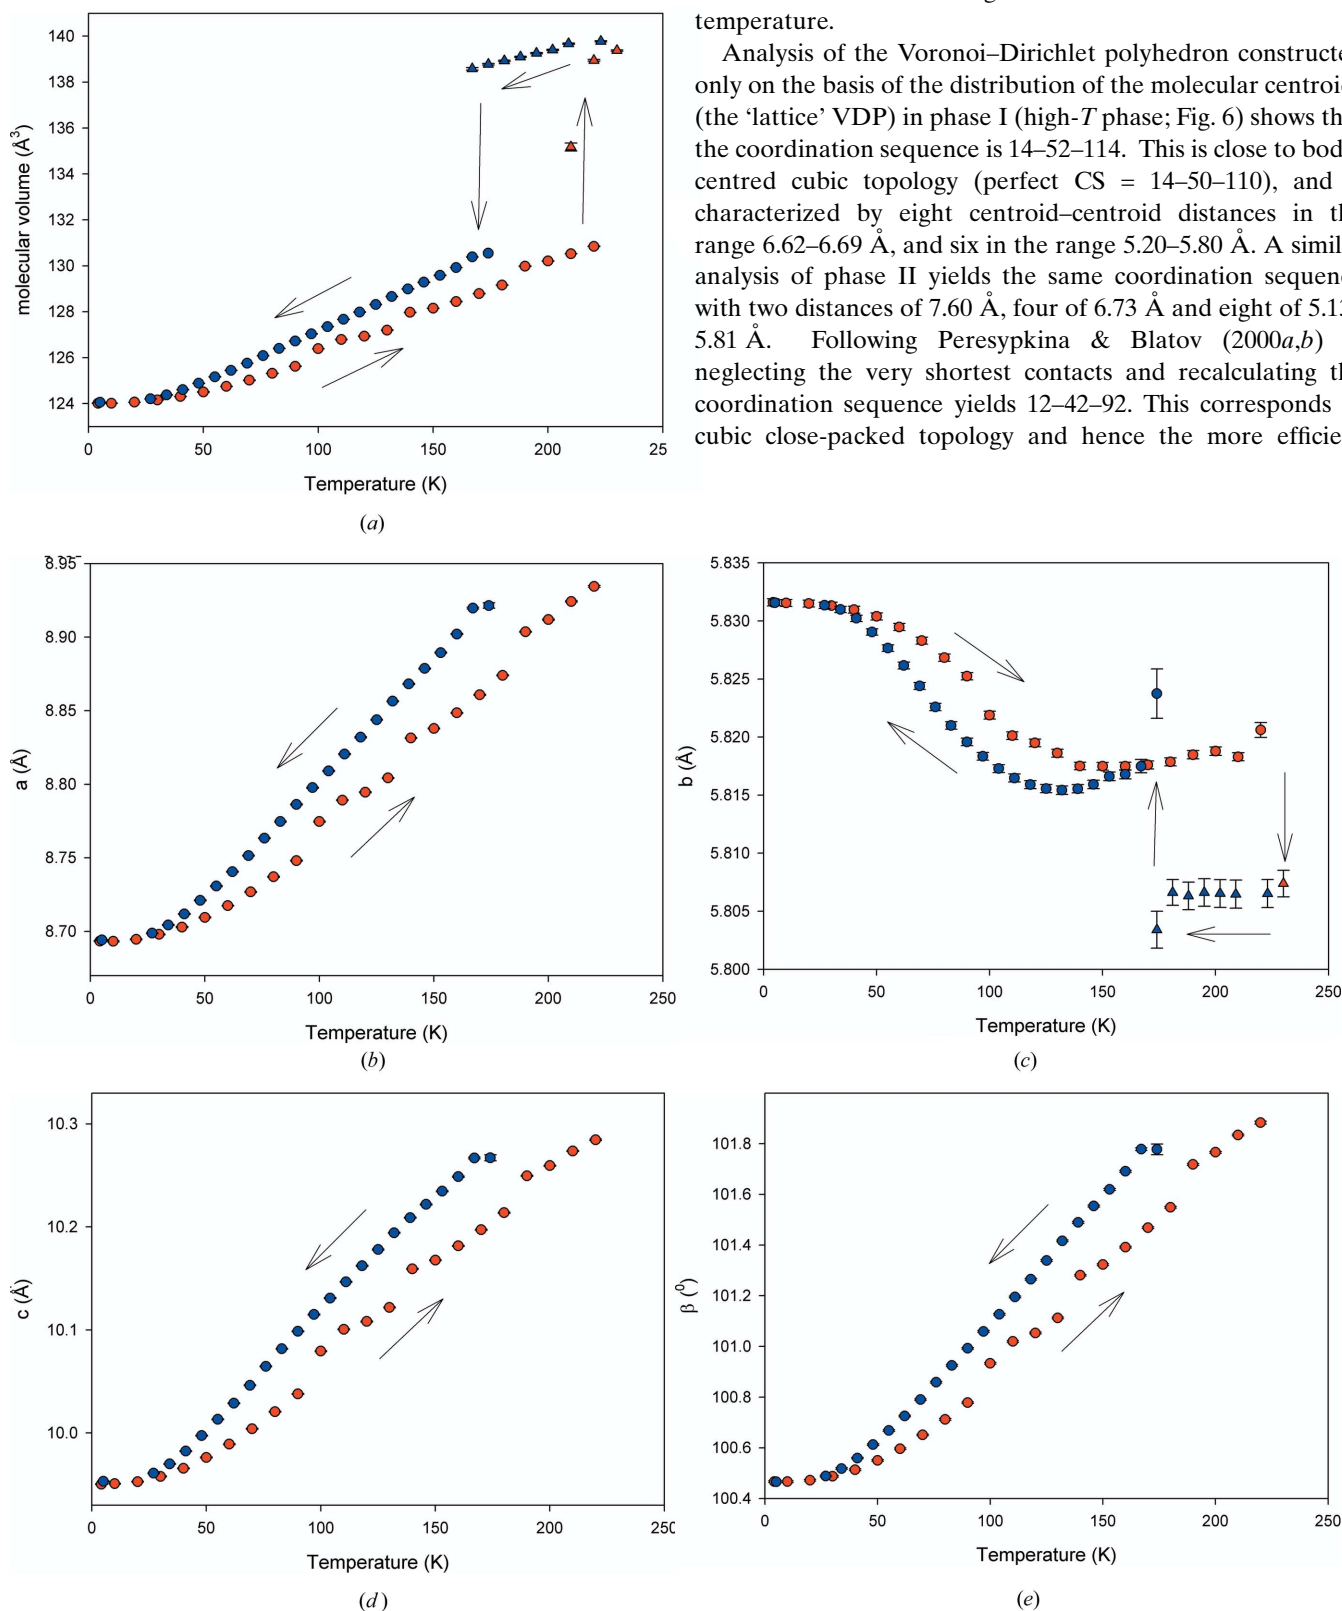 temperature.
Analysis of the Voronoi–Dirichlet polyhedron
only on the basis of the distribution of the molecular
(the ‘lattice’ VDP) in phase I (high-T phase; Fig. 6) shows
the coordination sequence is 14–52–114. This is close to
centred cubic topology (perfect CS = 14–50–110), and
characterized by eight centroid–centroid distances in
range 6.62–6.69 Å, and six in the range 5.20–5.80 Å. A
analysis of phase II yields the same coordination
with two distances of 7.60 Å, four of 6.73 Å and eight of
5.81 Å. Following Peresypkina & Blatov (2000a,b)
neglecting the very shortest contacts and recalculating
coordination sequence yields 12–42–92. This corresponds
cubic close-packed topology and hence the more
140
138
136
134
132
130
128
126
124
molecular volume (Å³)
0 50 100 150 200 25
Temperature (K)
(a)
8.95
8.90
8.85
8.80
8.75
8.70
a (Å)
0 50 100 150 200 250
Temperature (K)
(b)
5.835
5.830
5.825
5.820
5.815
5.810
5.805
5.800
b (Å)
0 50 100 150 200 250
Temperature (K)
(c)
10.3
10.2
10.1
10.0
c (Å)
0 50 100 150 200 250
Temperature (K)
(d)
101.8
101.6
101.4
101.2
101.0
100.8
100.6
100.4
β (⁰)
0 50 100 150 200 250
Temperature (K)
(e)